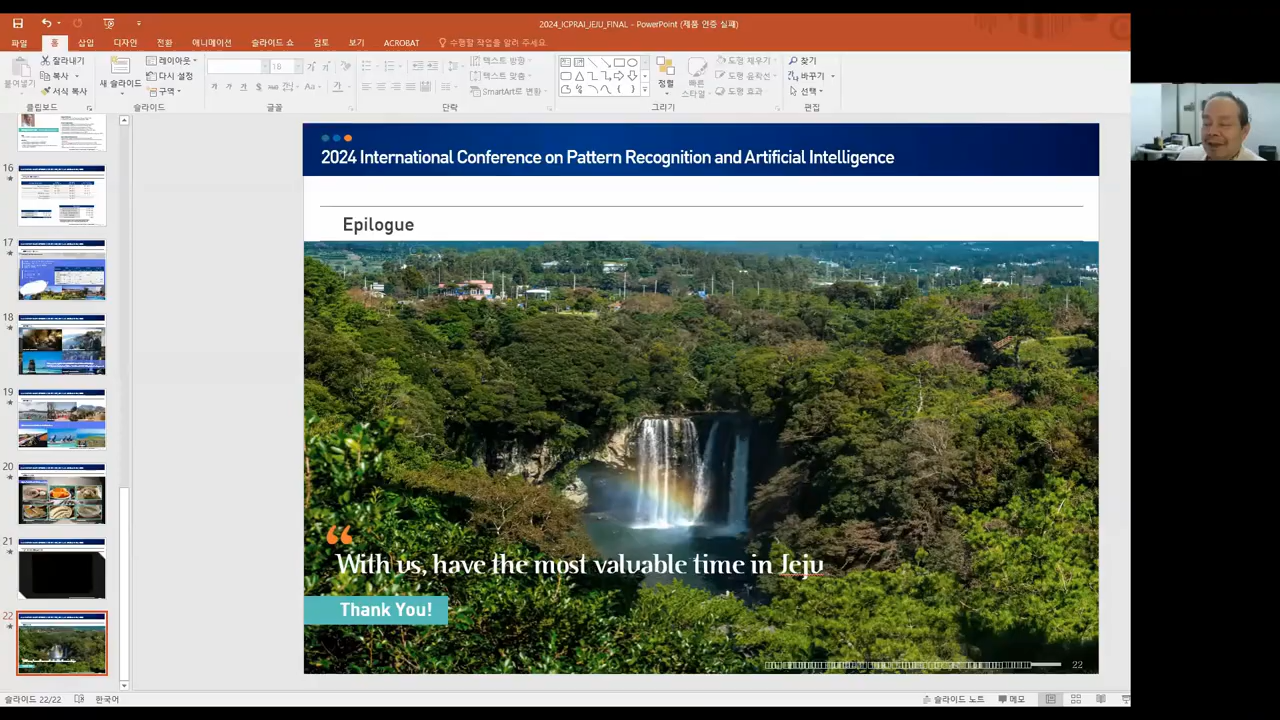 2024_ICPRAI_JEJU_FINAL - PowerPoint (제품 인증 실패)
파일 홈 삽입 디자인 전환 애니메이션 슬라이드 쇼 검토 보기 ACROBAT 수행할 작업을 알려 주세요.
붙여넣기 잘라내기 복사 서식 복사 새 슬라이드 레이아웃 다시 설정 구역 18 텍스트 방향 텍스트 맞춤 SmartArt로 변환 정렬 빠른 스타일 도형 채우기 도형 윤곽선 도형 효과 찾기 바꾸기 선택
클립보드 슬라이드 글꼴 단락 그리기 편집
16
17
18
19
20
21
22
2024 International Conference on Pattern Recognition and Artificial Intelligence
Epilogue
“
With us, have the most valuable time in Jeju
Thank You!
22
슬라이드 22/22 한국어 슬라이드 노트 메모